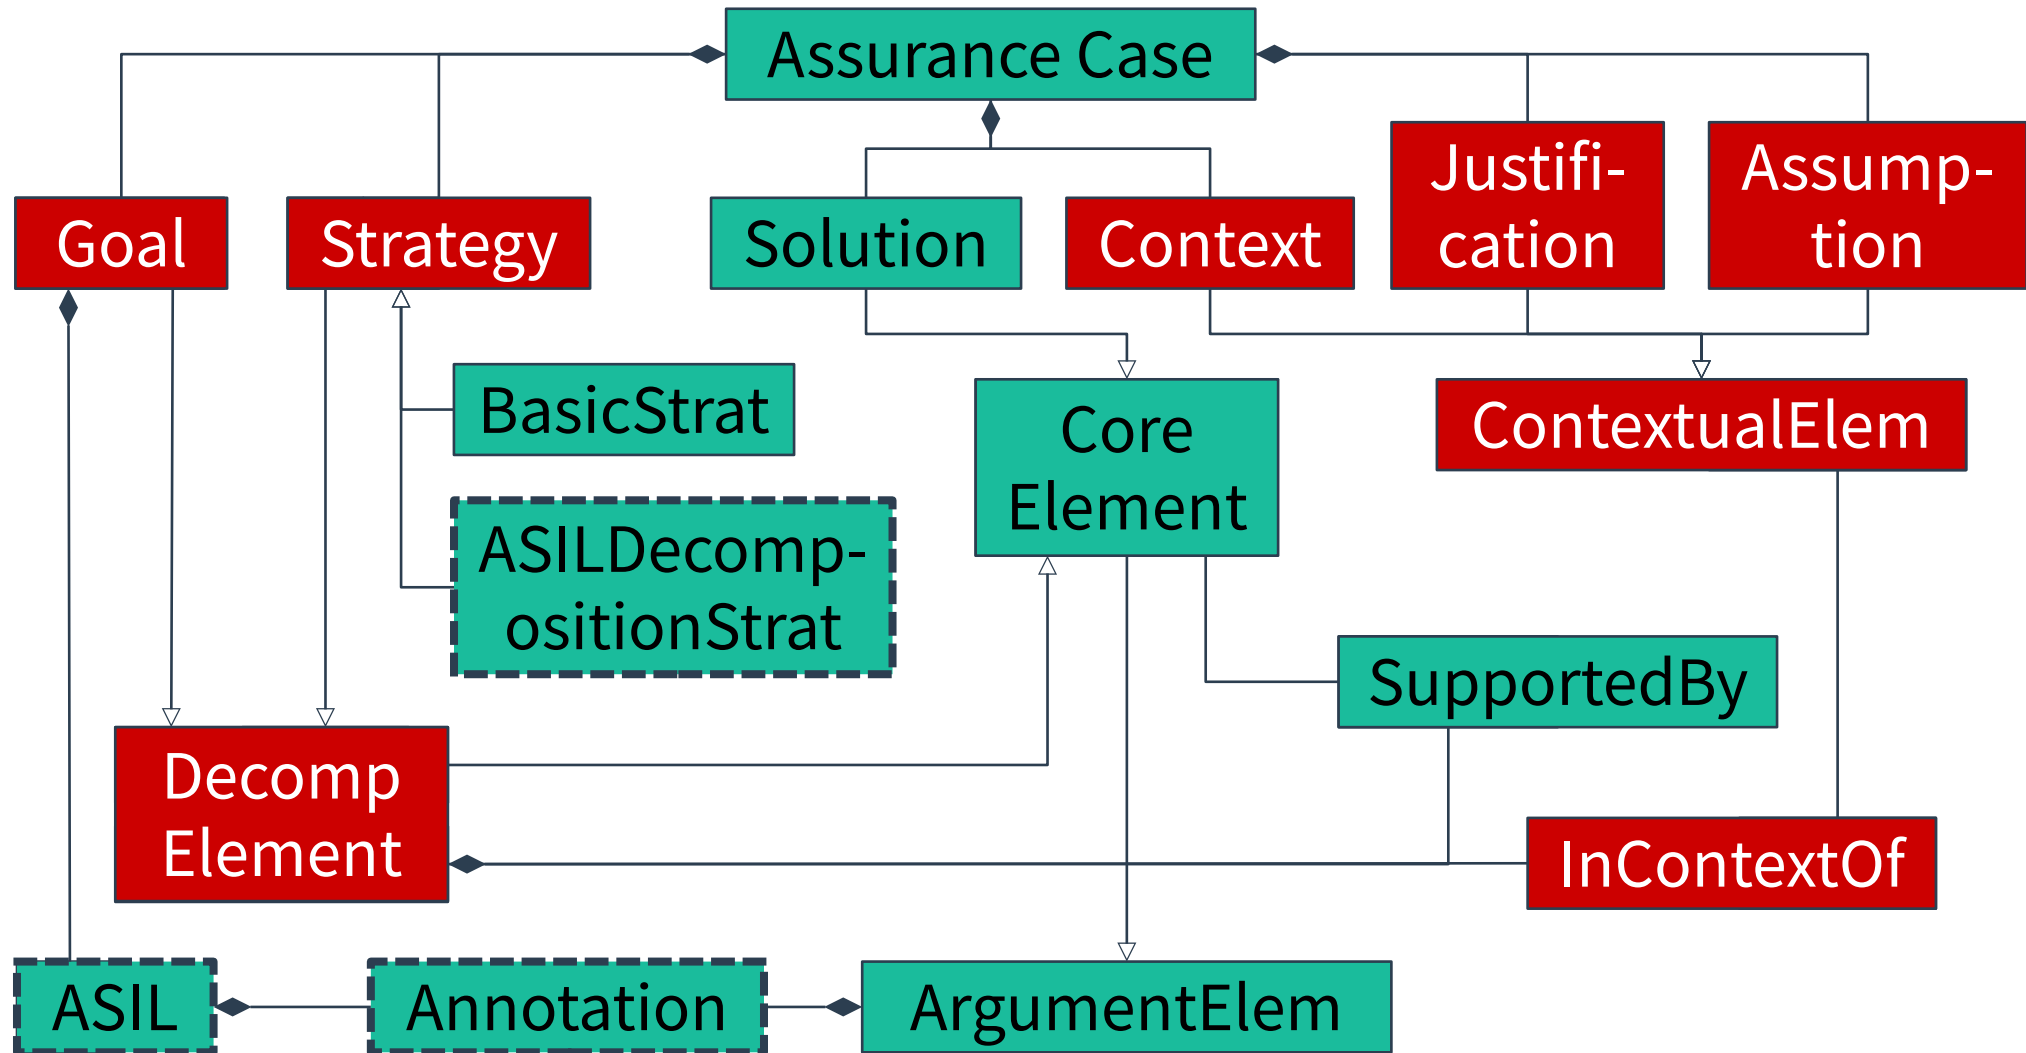 Assurance Case
Goal
Strategy
Solution
Context
Justifi-
cation
Assump-
tion
BasicStrat
Core
Element
ContextualElem
ASILDecomp-
ositionStrat
SupportedBy
Decomp
Element
InContextOf
ASIL
Annotation
ArgumentElem